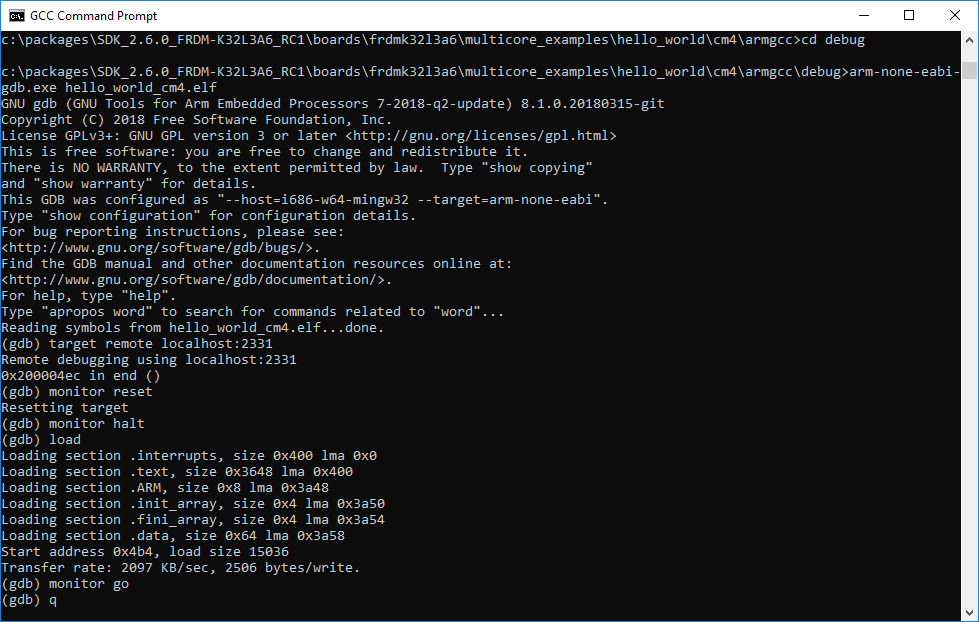 GCC Command Prompt
c:\packages\SDK_2.6.0_FRDM-K32L3A6_RC1\boards\frdmk32l3a6\multicore_examples\hello_world\cm4\armgcc>cd debug
c:\packages\SDK_2.6.0_FRDM-K32L3A6_RC1\boards\frdmk32l3a6\multicore_examples\hello_world\cm4\armgcc\debug>arm-none-eabi-
gdb.exe hello_world_cm4.elf
GNU gdb (GNU Tools for Arm Embedded Processors 7-2018-q2-update) 8.1.0.20180315-git
Copyright (C) 2018 Free Software Foundation, Inc.
License GPLv3+: GNU GPL version 3 or later <http://gnu.org/licenses/gpl.html>
This is free software: you are free to change and redistribute it.
There is NO WARRANTY, to the extent permitted by law.  Type "show copying"
and "show warranty" for details.
This GDB was configured as "--host=i686-w64-mingw32 --target=arm-none-eabi".
Type "show configuration" for configuration details.
For bug reporting instructions, please see:
<http://www.gnu.org/software/gdb/bugs/>.
Find the GDB manual and other documentation resources online at:
<http://www.gnu.org/software/gdb/documentation/>.
For help, type "help".
Type "apropos word" to search for commands related to "word"...
Reading symbols from hello_world_cm4.elf...done.
(gdb) target remote localhost:2331
Remote debugging using localhost:2331
0x200004ec in end ()
(gdb) monitor reset
Resetting target
(gdb) monitor halt
(gdb) load
Loading section .interrupts, size 0x400 lma 0x0
Loading section .text, size 0x3648 lma 0x400
Loading section .ARM, size 0x8 lma 0x3a48
Loading section .init_array, size 0x4 lma 0x3a50
Loading section .fini_array, size 0x4 lma 0x3a54
Loading section .data, size 0x64 lma 0x3a58
Start address 0x4b4, load size 15036
Transfer rate: 2097 KB/sec, 2506 bytes/write.
(gdb) monitor go
(gdb) q